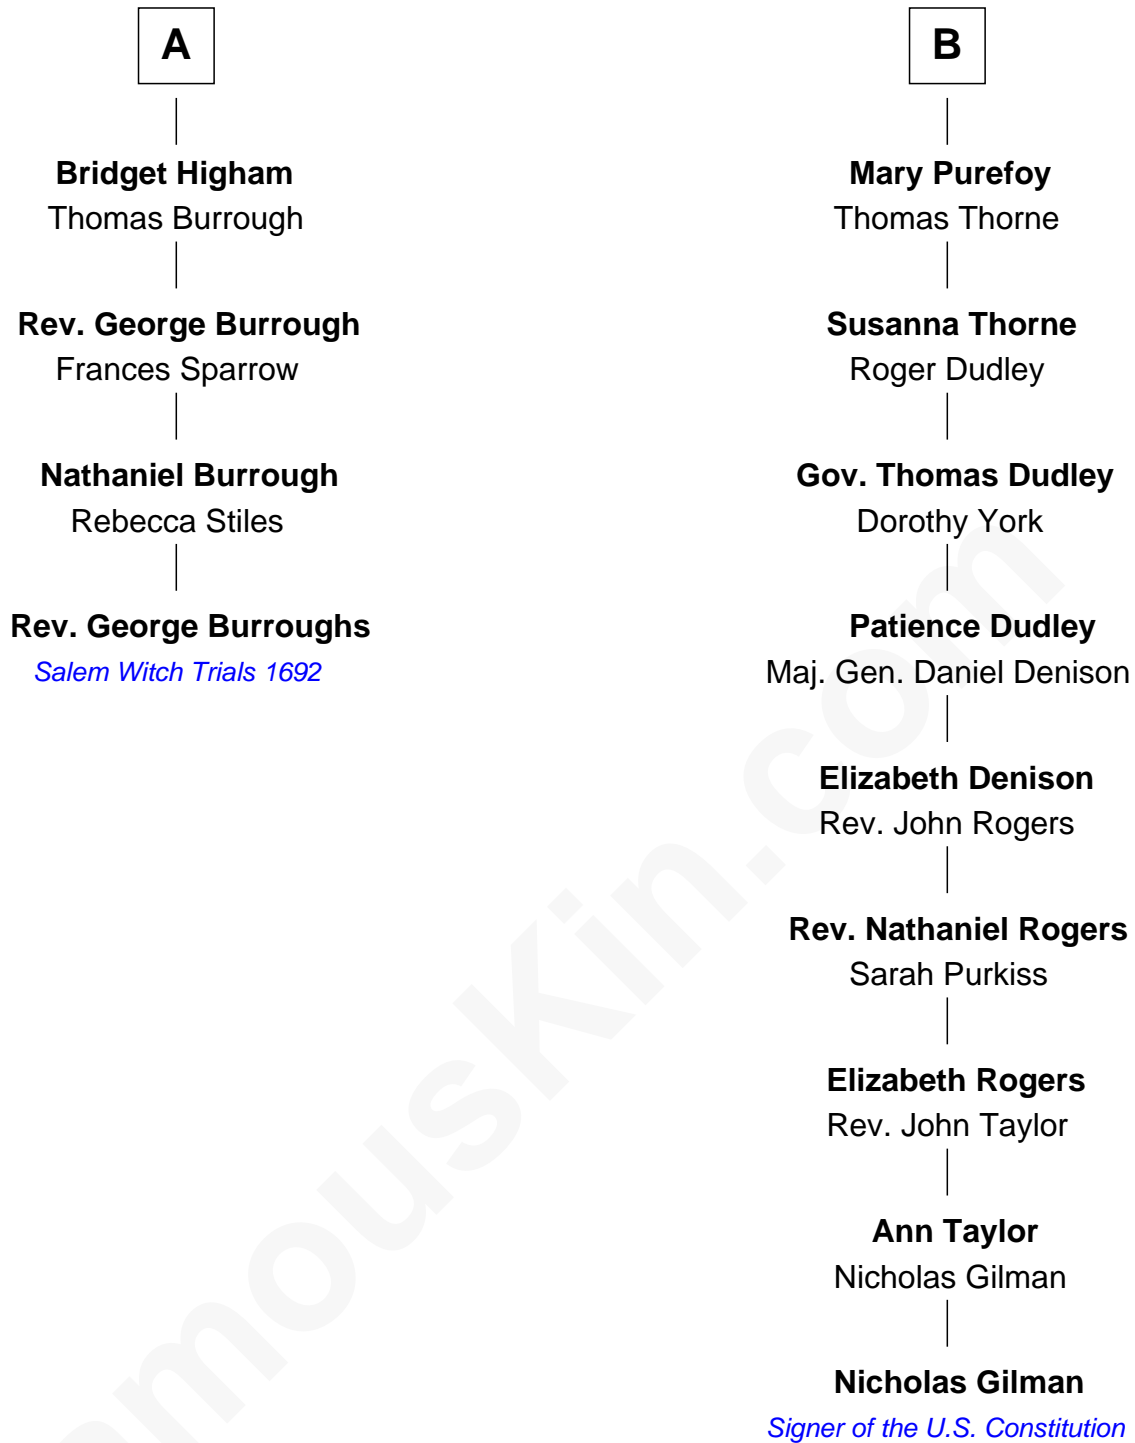 A
Bridget Higham
Thomas Burrough
Rev. George Burrough
Frances Sparrow
Nathaniel Burrough
Rebecca Stiles
Rev. George Burroughs
Salem Witch Trials 1692
B
Mary Purefoy
Thomas Thorne
Susanna Thorne
Roger Dudley
Gov. Thomas Dudley
Dorothy York
Patience Dudley
Maj. Gen. Daniel Denison
Elizabeth Denison
Rev. John Rogers
Rev. Nathaniel Rogers
Sarah Purkiss
Elizabeth Rogers
Rev. John Taylor
Ann Taylor
Nicholas Gilman
Nicholas Gilman
Signer of the U.S. Constitution
mouskin.com